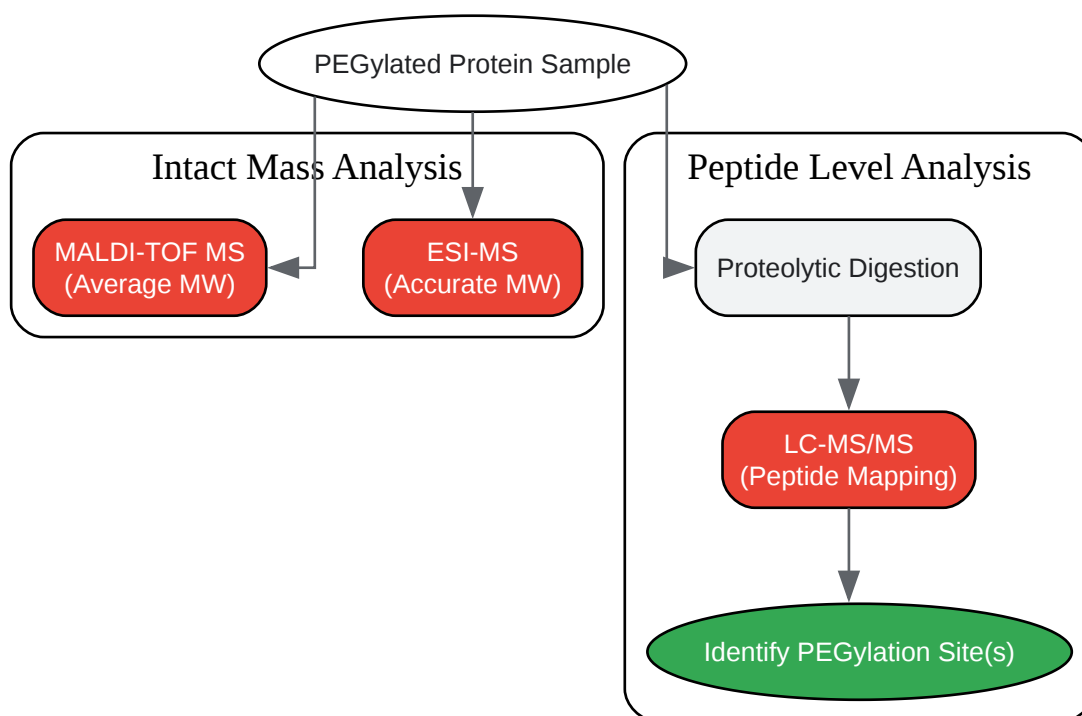 PEGylated Protein Sample
Intact Mass Analysis
MALDI-TOF MS
(Average MW)
ESI-MS
(Accurate MW)
Peptide Level Analysis
Proteolytic Digestion
LC-MS/MS
(Peptide Mapping)
Identify PEGylation Site(s)